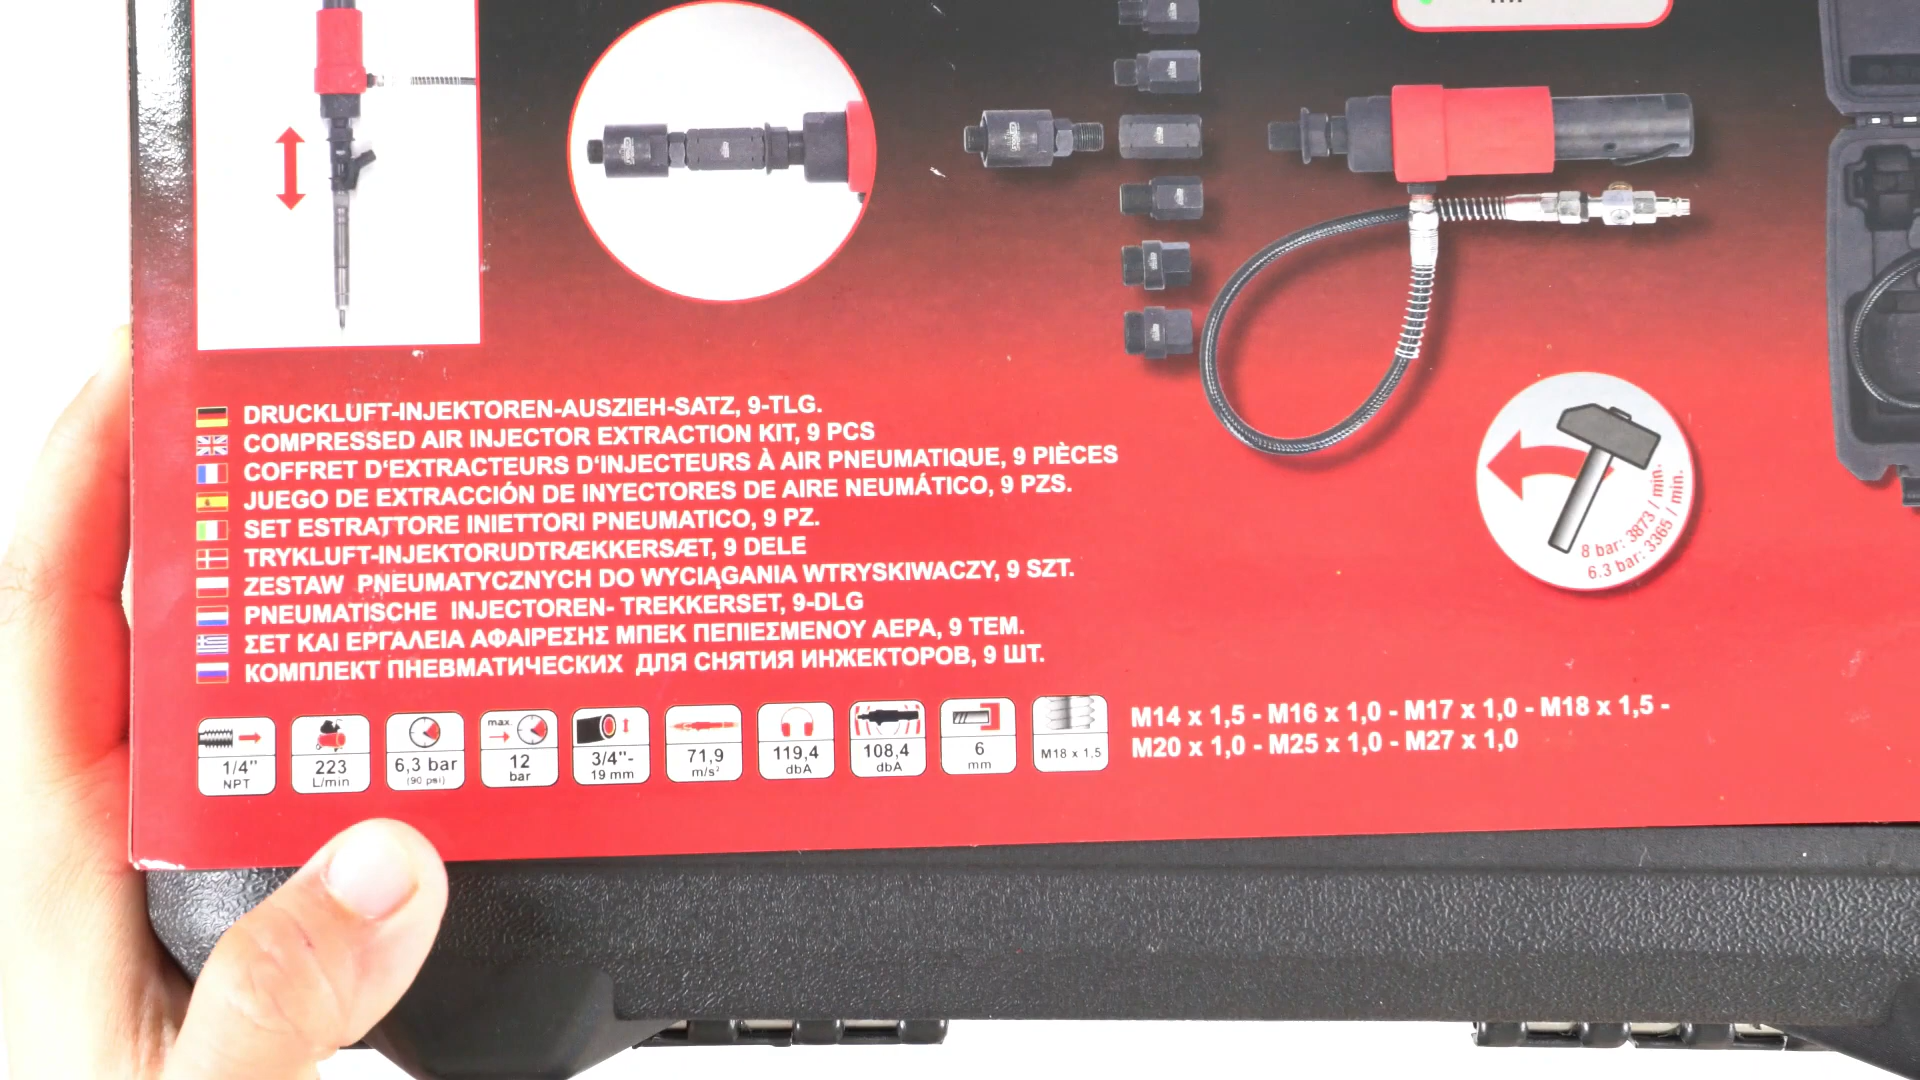 DRUCKLUFT-INJEKTOREN-AUSZIEH-SATZ, 9-TLG.
COMPRESSED AIR INJECTOR EXTRACTION KIT, 9 PCS
COFFRET D'EXTRACTEURS D'INJECTEURS À AIR PNEUMATIQUE, 9 PIÈCES
JUEGO DE EXTRACCIÓN DE INYECTORES DE AIRE NEUMÁTICO, 9 PZS.
SET ESTRATTORE INIETTORI PNEUMATICO, 9 PZ.
TRYKLUFT-INJEKTORUDTRÆKKERSÆT, 9 DELE
ZESTAW PNEUMATYCZNYCH DO WYCIĄGANIA WTRYSKIWACZY, 9 SZT.
PNEUMATISCHE INJECTOREN- TREKKERSET, 9-DLG
ΣΕΤ ΚΑΙ ΕΡΓΑΛΕΙΑ ΑΦΑΙΡΕΣΗΣ ΜΠΕΚ ΠΕΠΙΕΣΜΕΝΟΥ ΑΕΡΑ, 9 ΤΕΜ.
КОМПЛЕКТ ПНЕВМАТИЧЕСКИХ ДЛЯ СНЯТИЯ ИНЖЕКТОРОВ, 9 ШТ.
8 bar: 3873 / min.
6.3 bar: 3365 / min.
1/4" NPT
223 L/min
6,3 bar (90 psi)
max. 12 bar
3/4"- 19 mm
71,9 m/s²
119,4 dbA
108,4 dbA
6 mm
M18 x 1.5
M14 x 1,5 - M16 x 1,0 - M17 x 1,0 - M18 x 1,5 -
M20 x 1,0 - M25 x 1,0 - M27 x 1,0